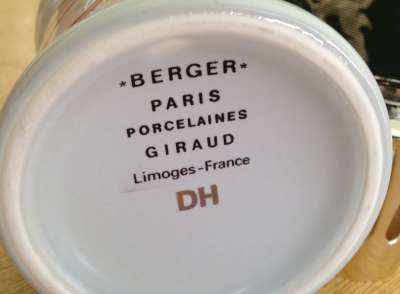 *BERGER*
PARIS
PORCELAINES
GIRAUD
Limoges-France
DH